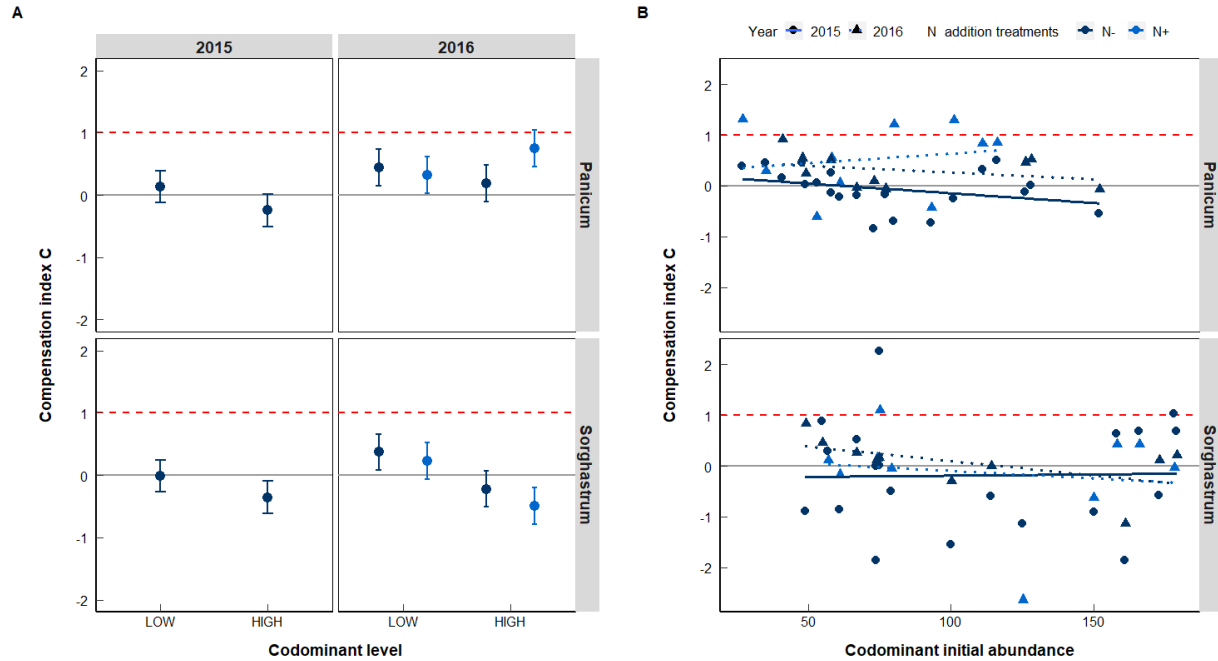 A
2015
2016
2
1
0
-1
-2
Panicum
2
1
0
-1
-2
Sorghastrum
Compensation index C
LOW
HIGH
LOW
HIGH
Codominant level
B
Year 2015 2016 N addition treatments N- N+
2
1
0
-1
-2
Panicum
2
1
0
-1
-2
Sorghastrum
Compensation index C
50
100
150
Codominant initial abundance